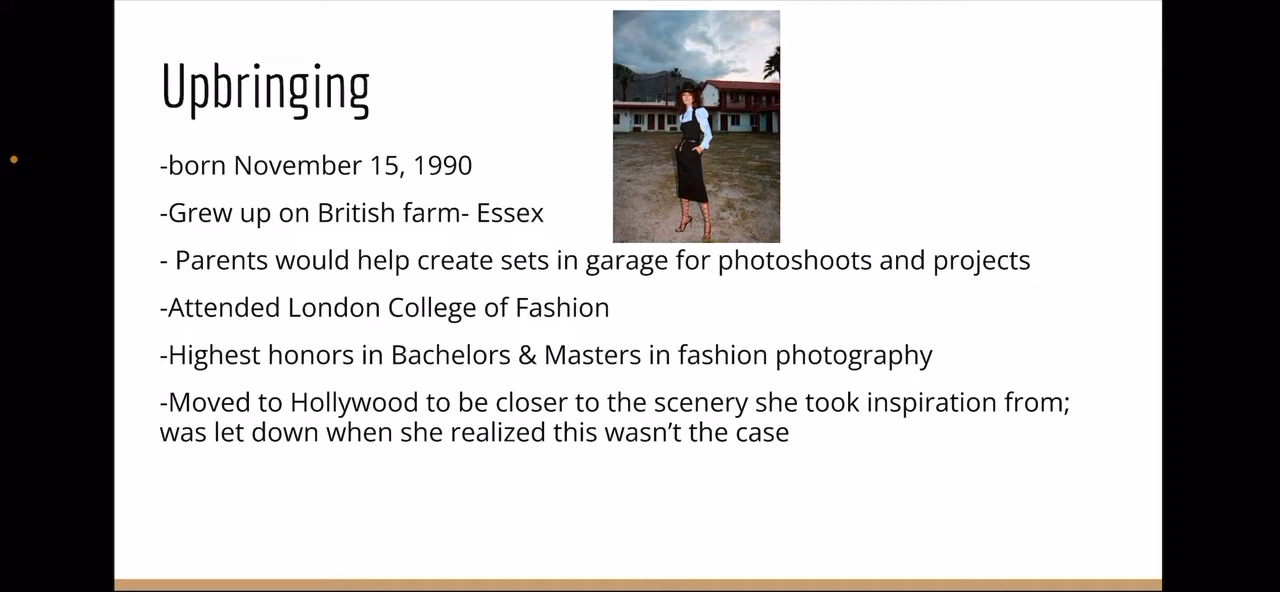 Upbringing
-born November 15, 1990
-Grew up on British farm- Essex
- Parents would help create sets in garage for photoshoots and projects
-Attended London College of Fashion
-Highest honors in Bachelors & Masters in fashion photography
-Moved to Hollywood to be closer to the scenery she took inspiration from;
was let down when she realized this wasn’t the case